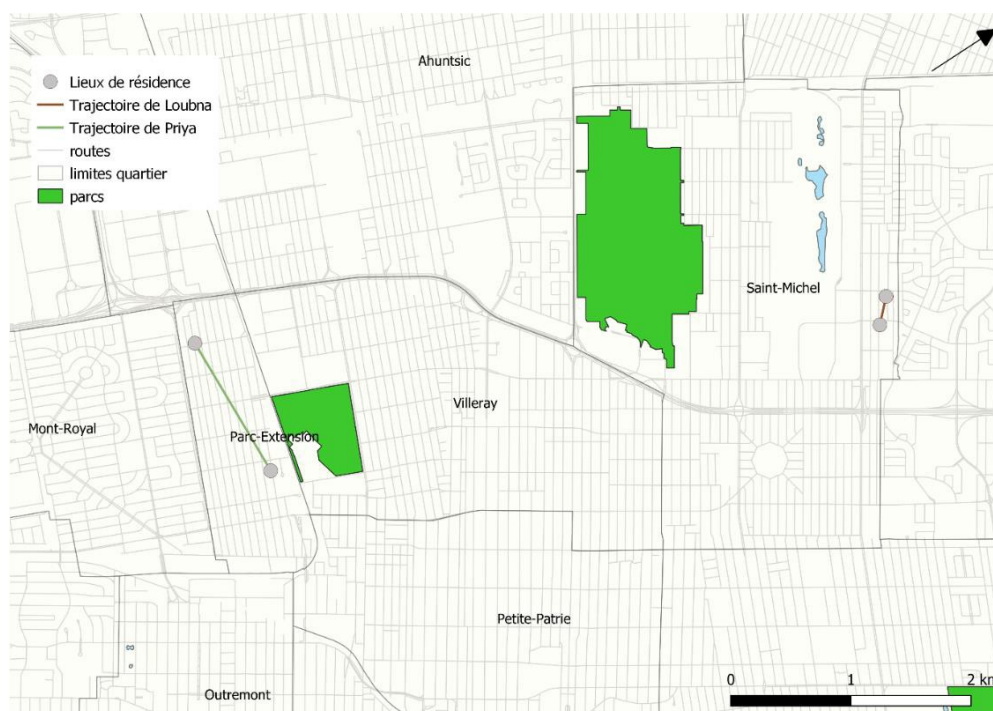 Ahuntsic
Lieux de résidence
Trajectoire de Loubna
Trajectoire de Priya
routes
limites quartier
parcs
Saint-Michel
Villeray
Mont-Royal
Parc-Extension
Petite-Patrie
Outremont
0 1 2 km